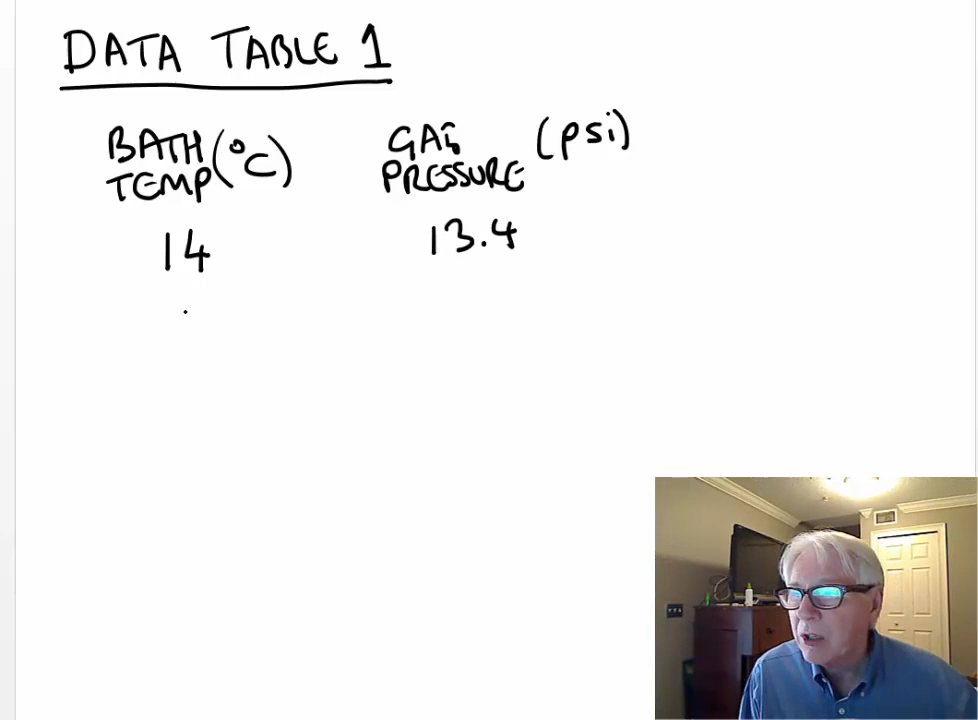 DATA TABLE 1
BATH TEMP (°C) GAS PRESSURE (psi)
14 13.4